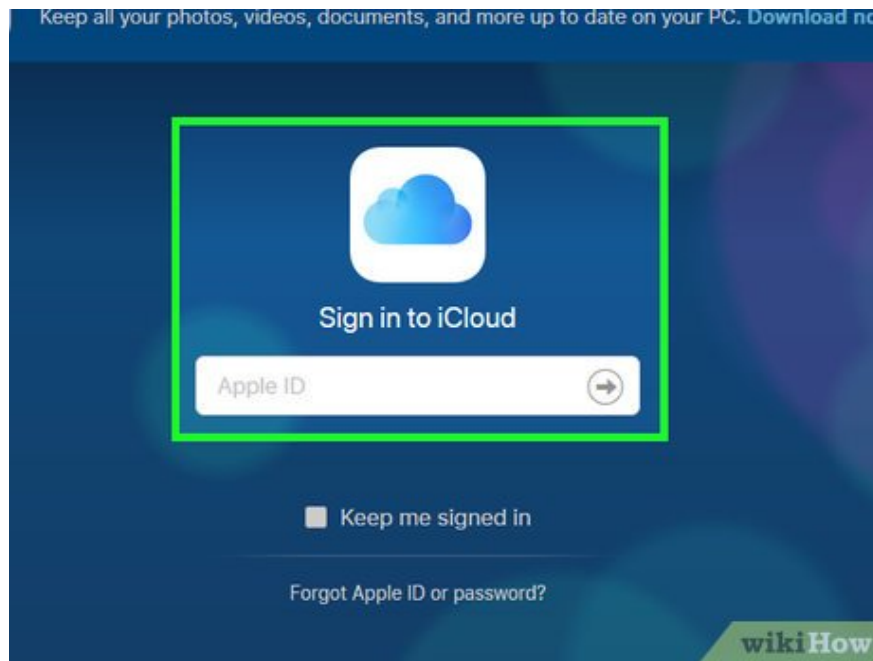 Keep all your photos, videos, documents, and more up to date on your PC. Download
Sign in to iCloud
Apple ID
Keep me signed in
Forgot Apple ID or password?
wikiHow